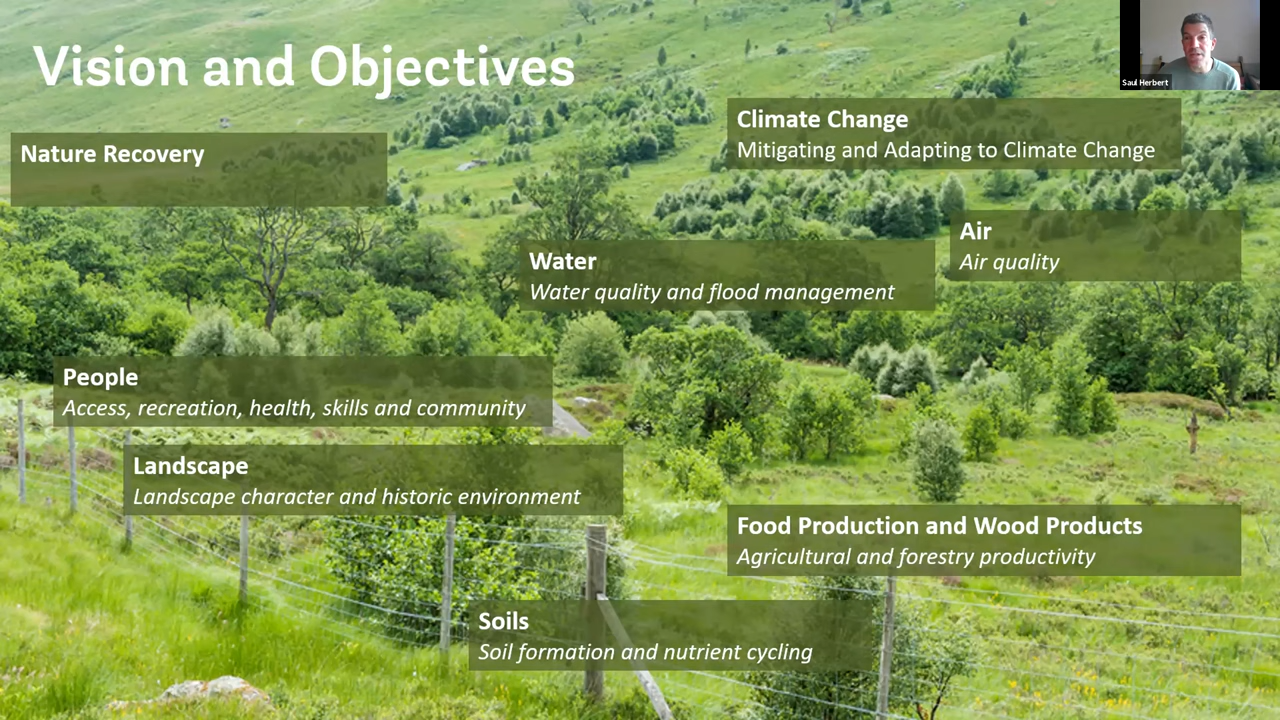 Vision and Objectives
Saul Herbert
Climate Change
Mitigating and Adapting to Climate Change
Nature Recovery
Air
Air quality
Water
Water quality and flood management
People
Access, recreation, health, skills and community
Landscape
Landscape character and historic environment
Food Production and Wood Products
Agricultural and forestry productivity
Soils
Soil formation and nutrient cycling